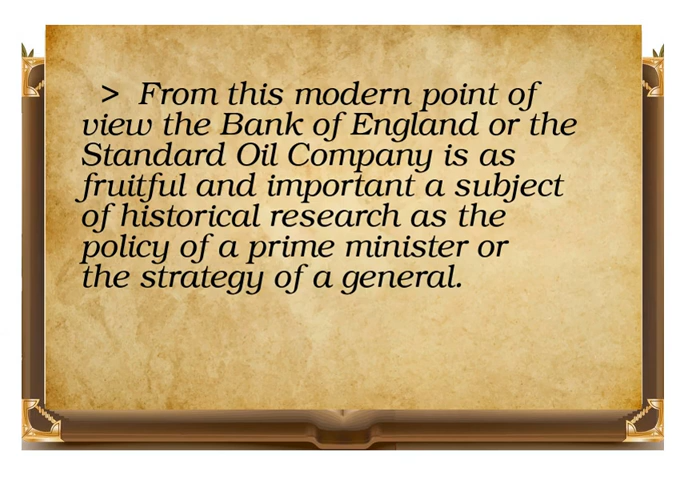 > From this modern point of
view the Bank of England or the
Standard Oil Company is as
fruitful and important a subject
of historical research as the
policy of a prime minister or
the strategy of a general.